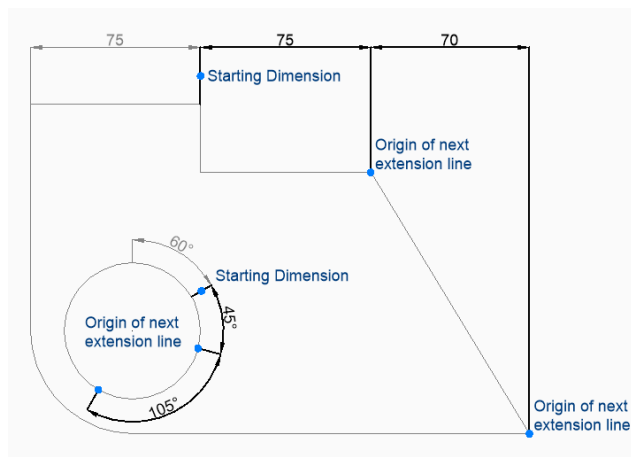 75
75
70
Starting Dimension
Origin of next
extension line
60°
Starting Dimension
45°
Origin of next
extension line
105°
Origin of next
extension line